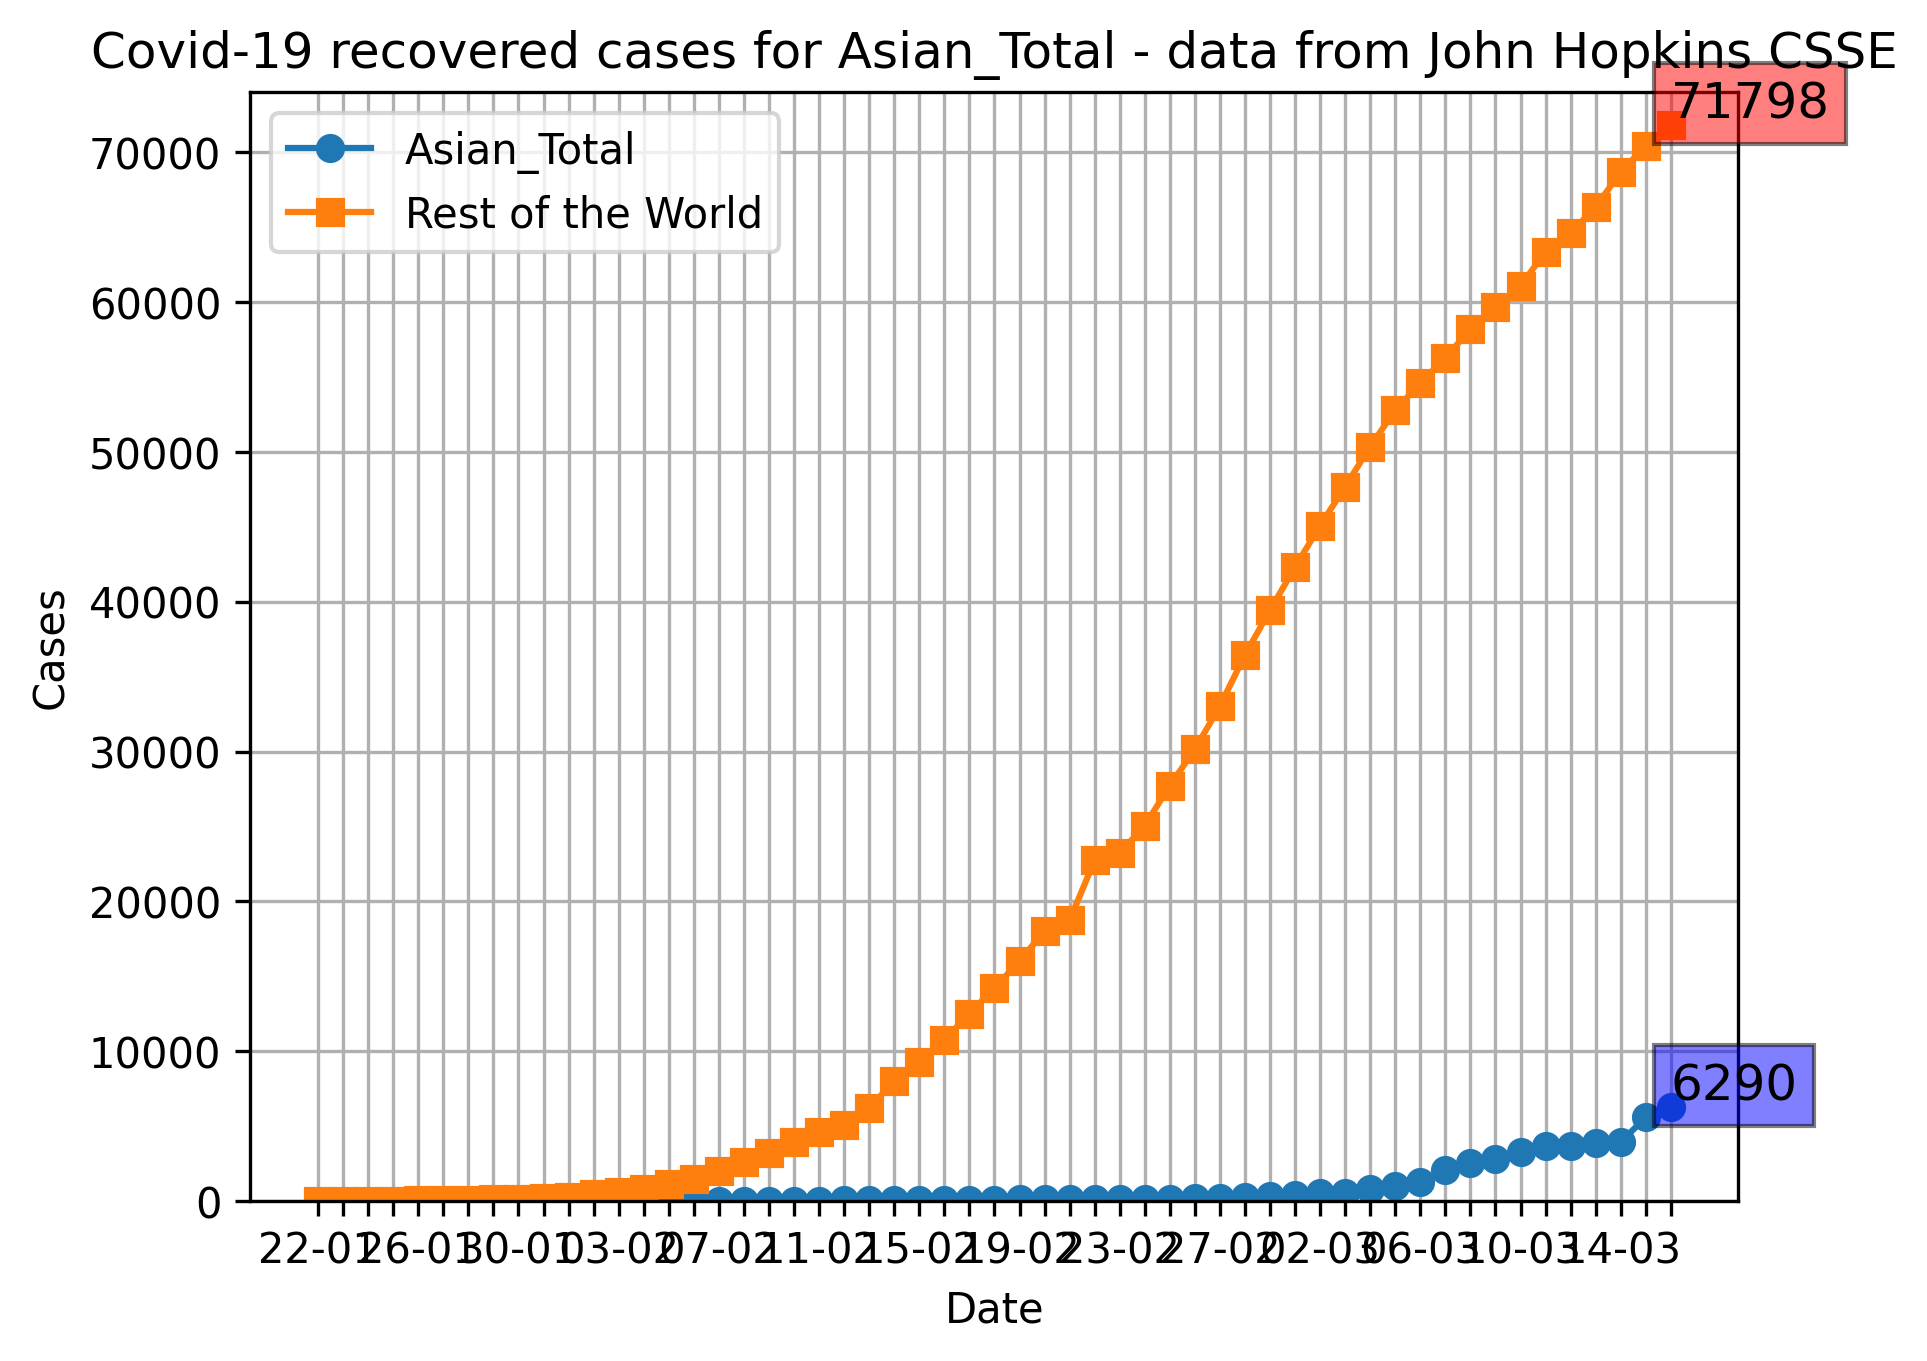 Covid-19 recovered cases for Asian_Total - data from John Hopkins CSSE
71798
Asian_Total
Rest of the World
70000
60000
50000
40000
30000
20000
10000
0
Cases
6290
22-01 26-01 30-01 03-02 07-02 11-02 15-02 19-02 23-02 27-02 02-03 06-03 10-03 14-03
Date